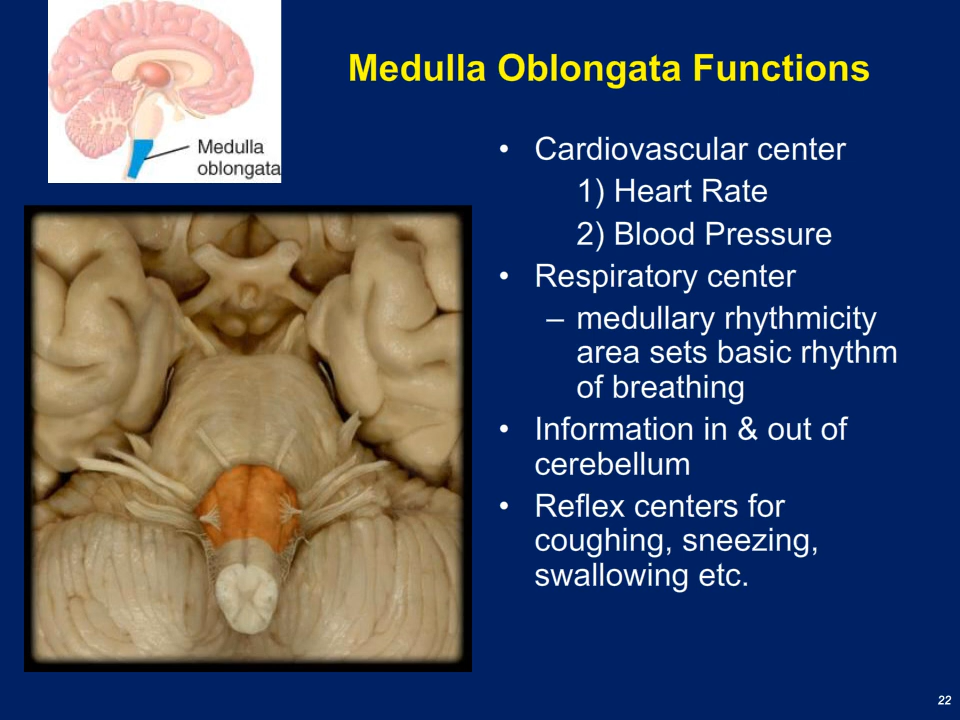 Medulla Oblongata Functions
Medulla
oblongata
• Cardiovascular center
1) Heart Rate
2) Blood Pressure
• Respiratory center
– medullary rhythmicity
area sets basic rhythm
of breathing
• Information in & out of
cerebellum
• Reflex centers for
coughing, sneezing,
swallowing etc.
22